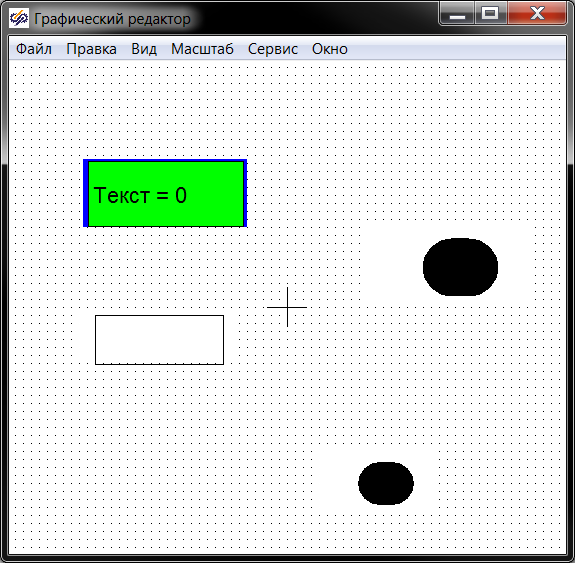 Графический редактор
Файл Правка Вид Масштаб Сервис Окно
Текст = 0